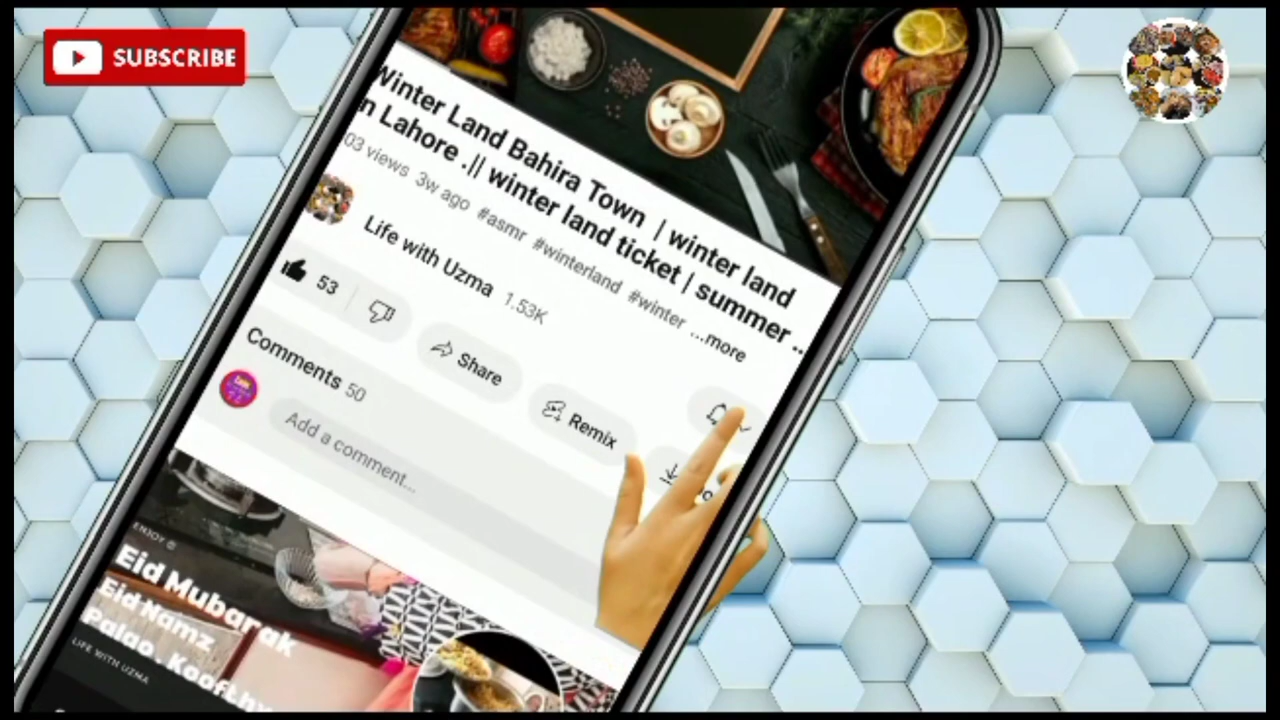 SUBSCRIBE
Winter Land Bahira Town | winter land
n Lahore .|| winter land ticket | summer ..
03 views 3w ago #asmr #winterland #winter ...more
Life with Uzma 1.53K
53
Share
Remix
Comments 50
Add a comment...
ENJOY
Eid Mubarak
Eid Namz
Palao. Koofthy
LIFE WITH UZMA